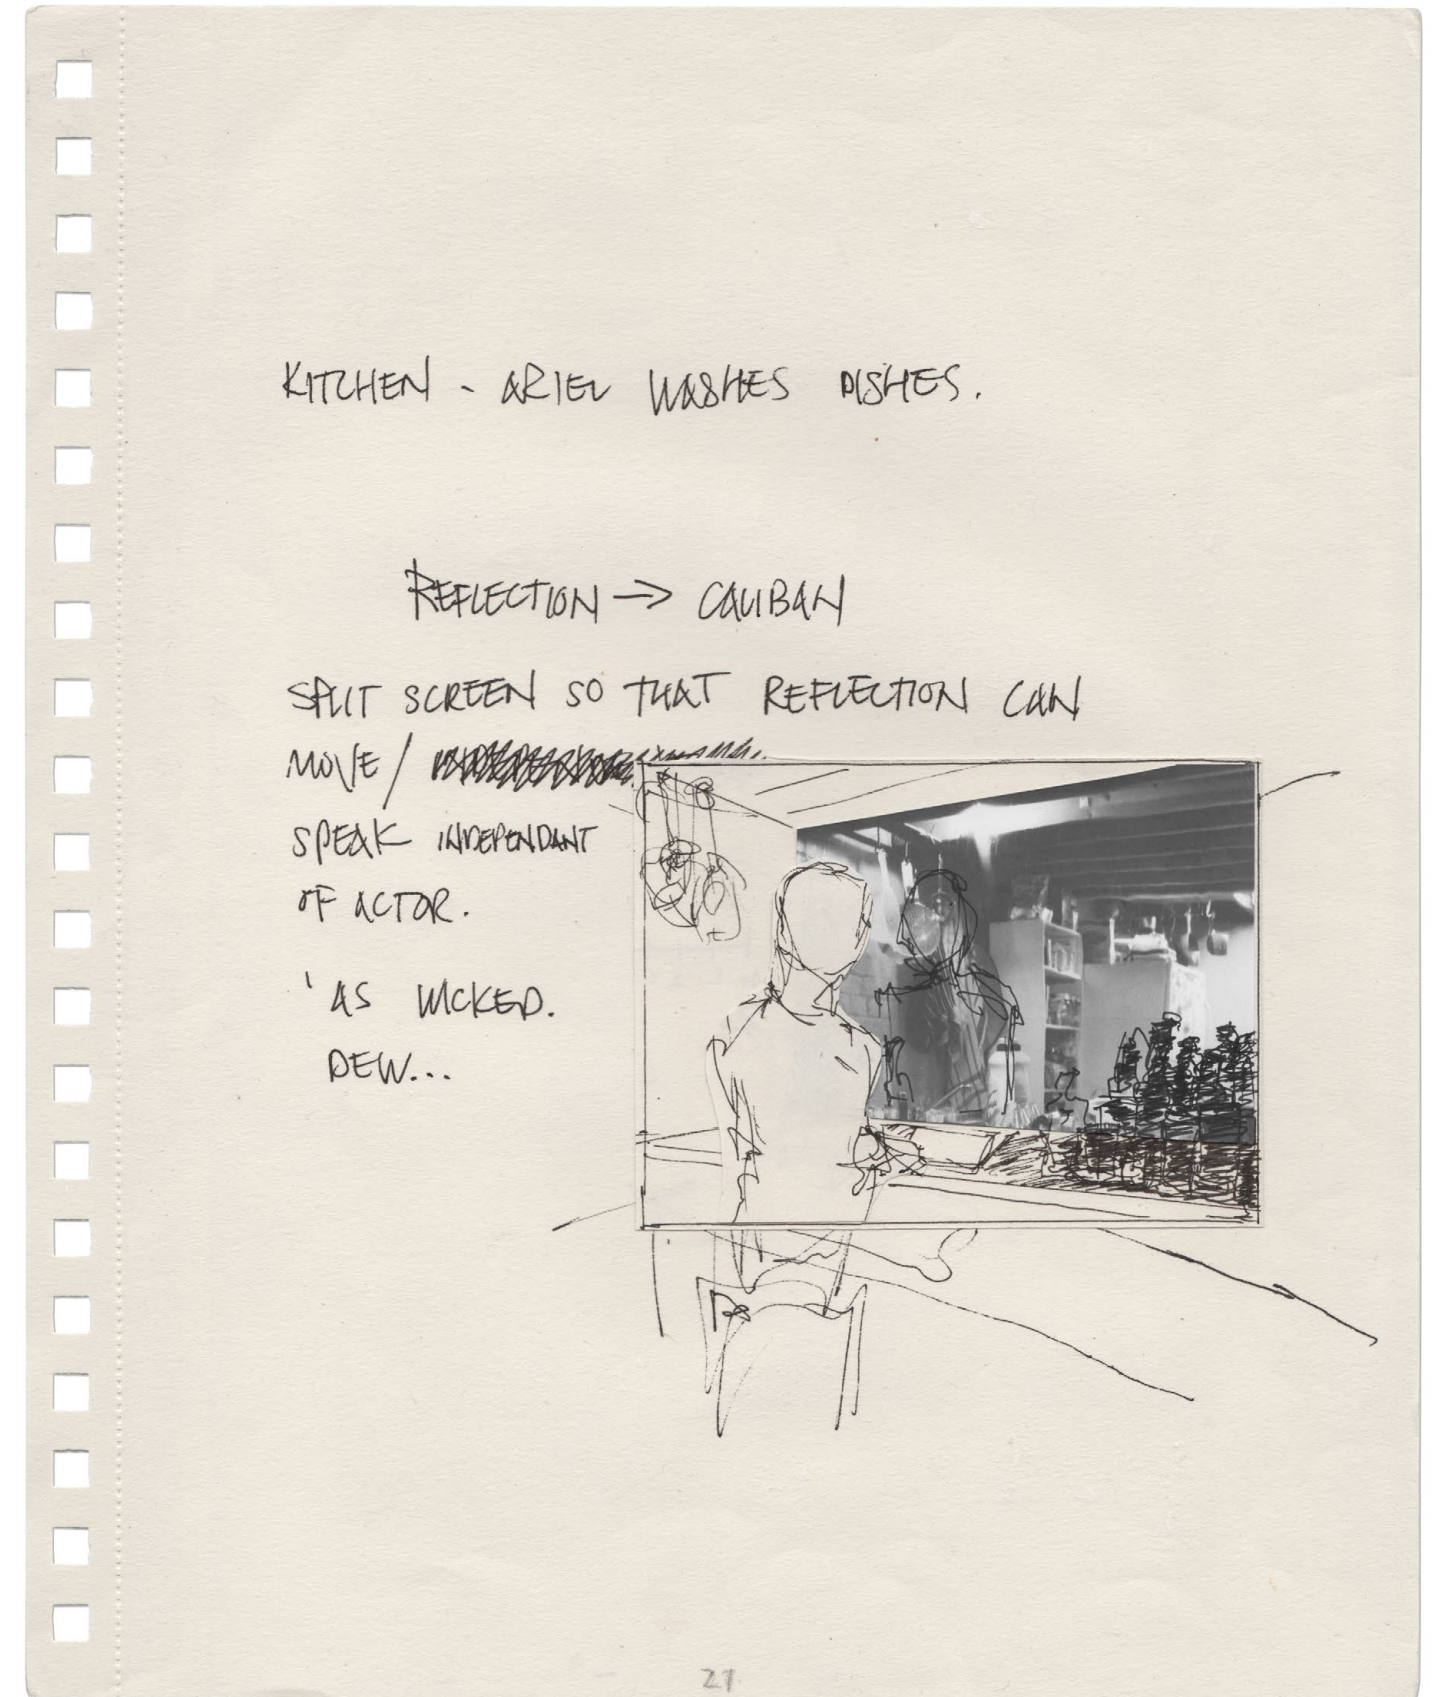 KITCHEN - ARIEL WASHES DISHES.
REFLECTION → CALIBAN
SPLIT SCREEN SO THAT REFLECTION CAN
MOVE /
SPEAK INDEPENDANT
OF ACTOR.
'AS WICKED.
DEW...
27